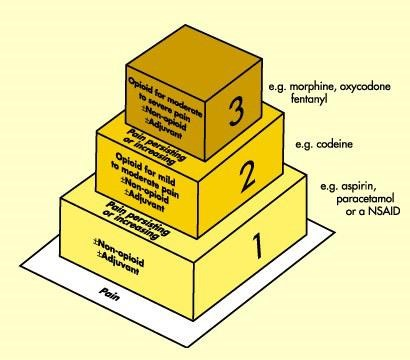 Opioid for moderate
to severe pain
±Non-opioid
±Adjuvant
3
e.g. morphine, oxycodone
fentanyl
Pain persisting
or increasing
Opioid for mild
to moderate pain
±Non-opioid
±Adjuvant
2
e.g. codeine
Pain persisting
or increasing
±Non-opioid
±Adjuvant
1
e.g. aspirin,
paracetamol
or a NSAID
Pain